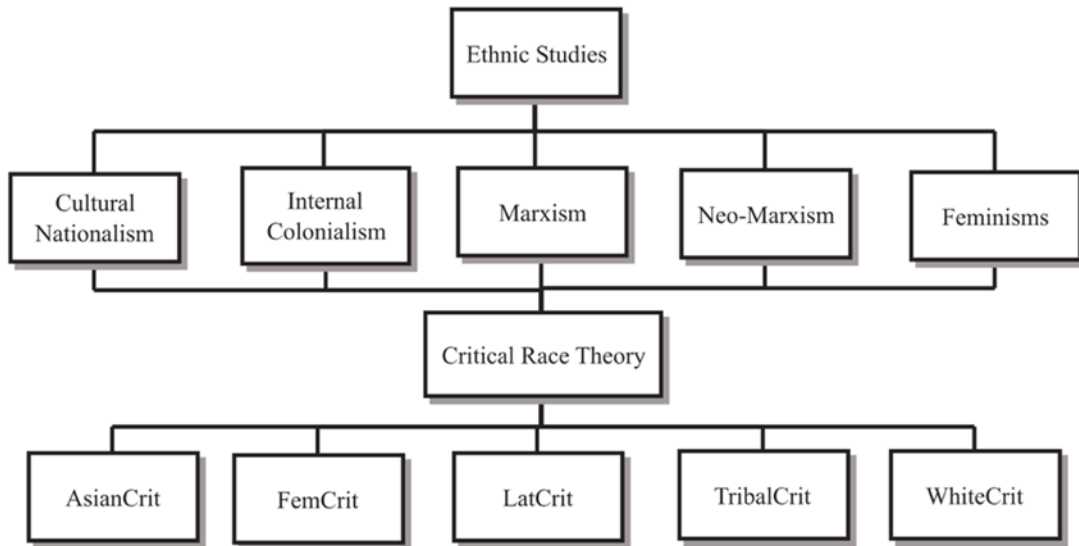 Ethnic Studies
Cultural
Nationalism
Internal
Colonialism
Marxism
Neo-Marxism
Feminisms
Critical Race Theory
AsianCrit
FemCrit
LatCrit
TribalCrit
WhiteCrit